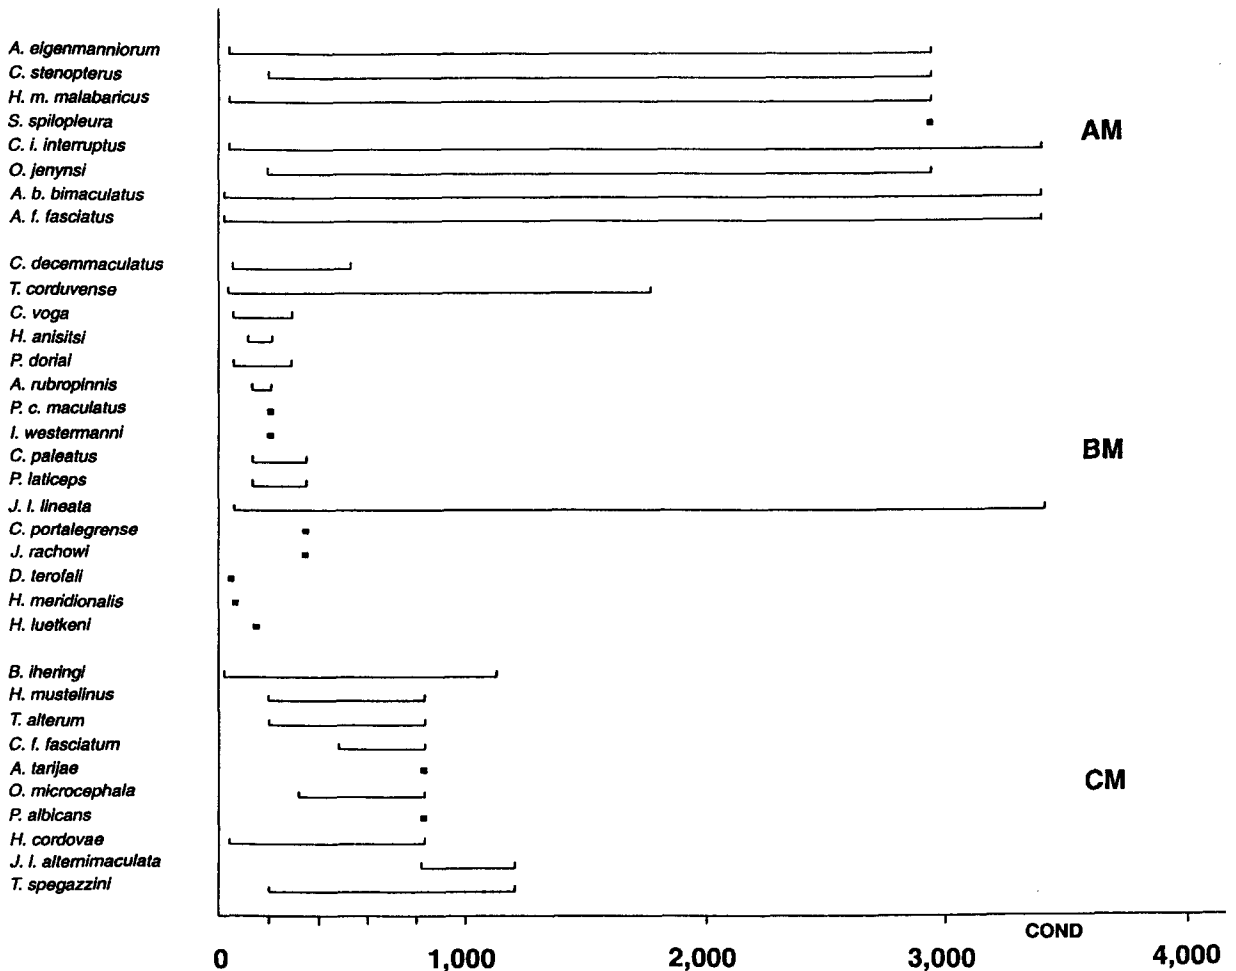 A. eigenmanniorum
C. stenopterus
H. m. malabaricus
S. spilopleura
AM
C. i. interruptus
O. jenynsi
A. b. bimaculatus
A. f. fasciatus
C. decemmaculatus
T. corduvense
C. voga
H. anisitsi
P. dorial
A. rubropinnis
P. c. maculatus
I. westermanni
BM
C. paleatus
P. laticeps
J. l. lineata
C. portalegrense
J. rachowi
D. terofali
H. meridionalis
H. luetkeni
B. iheringi
H. mustelinus
T. alterum
C. f. fasciatum
A. tarijae
CM
O. microcephala
P. albicans
H. cordovae
J. l. alternimaculata
T. spegazzini
COND
0 1,000 2,000 3,000 4,000